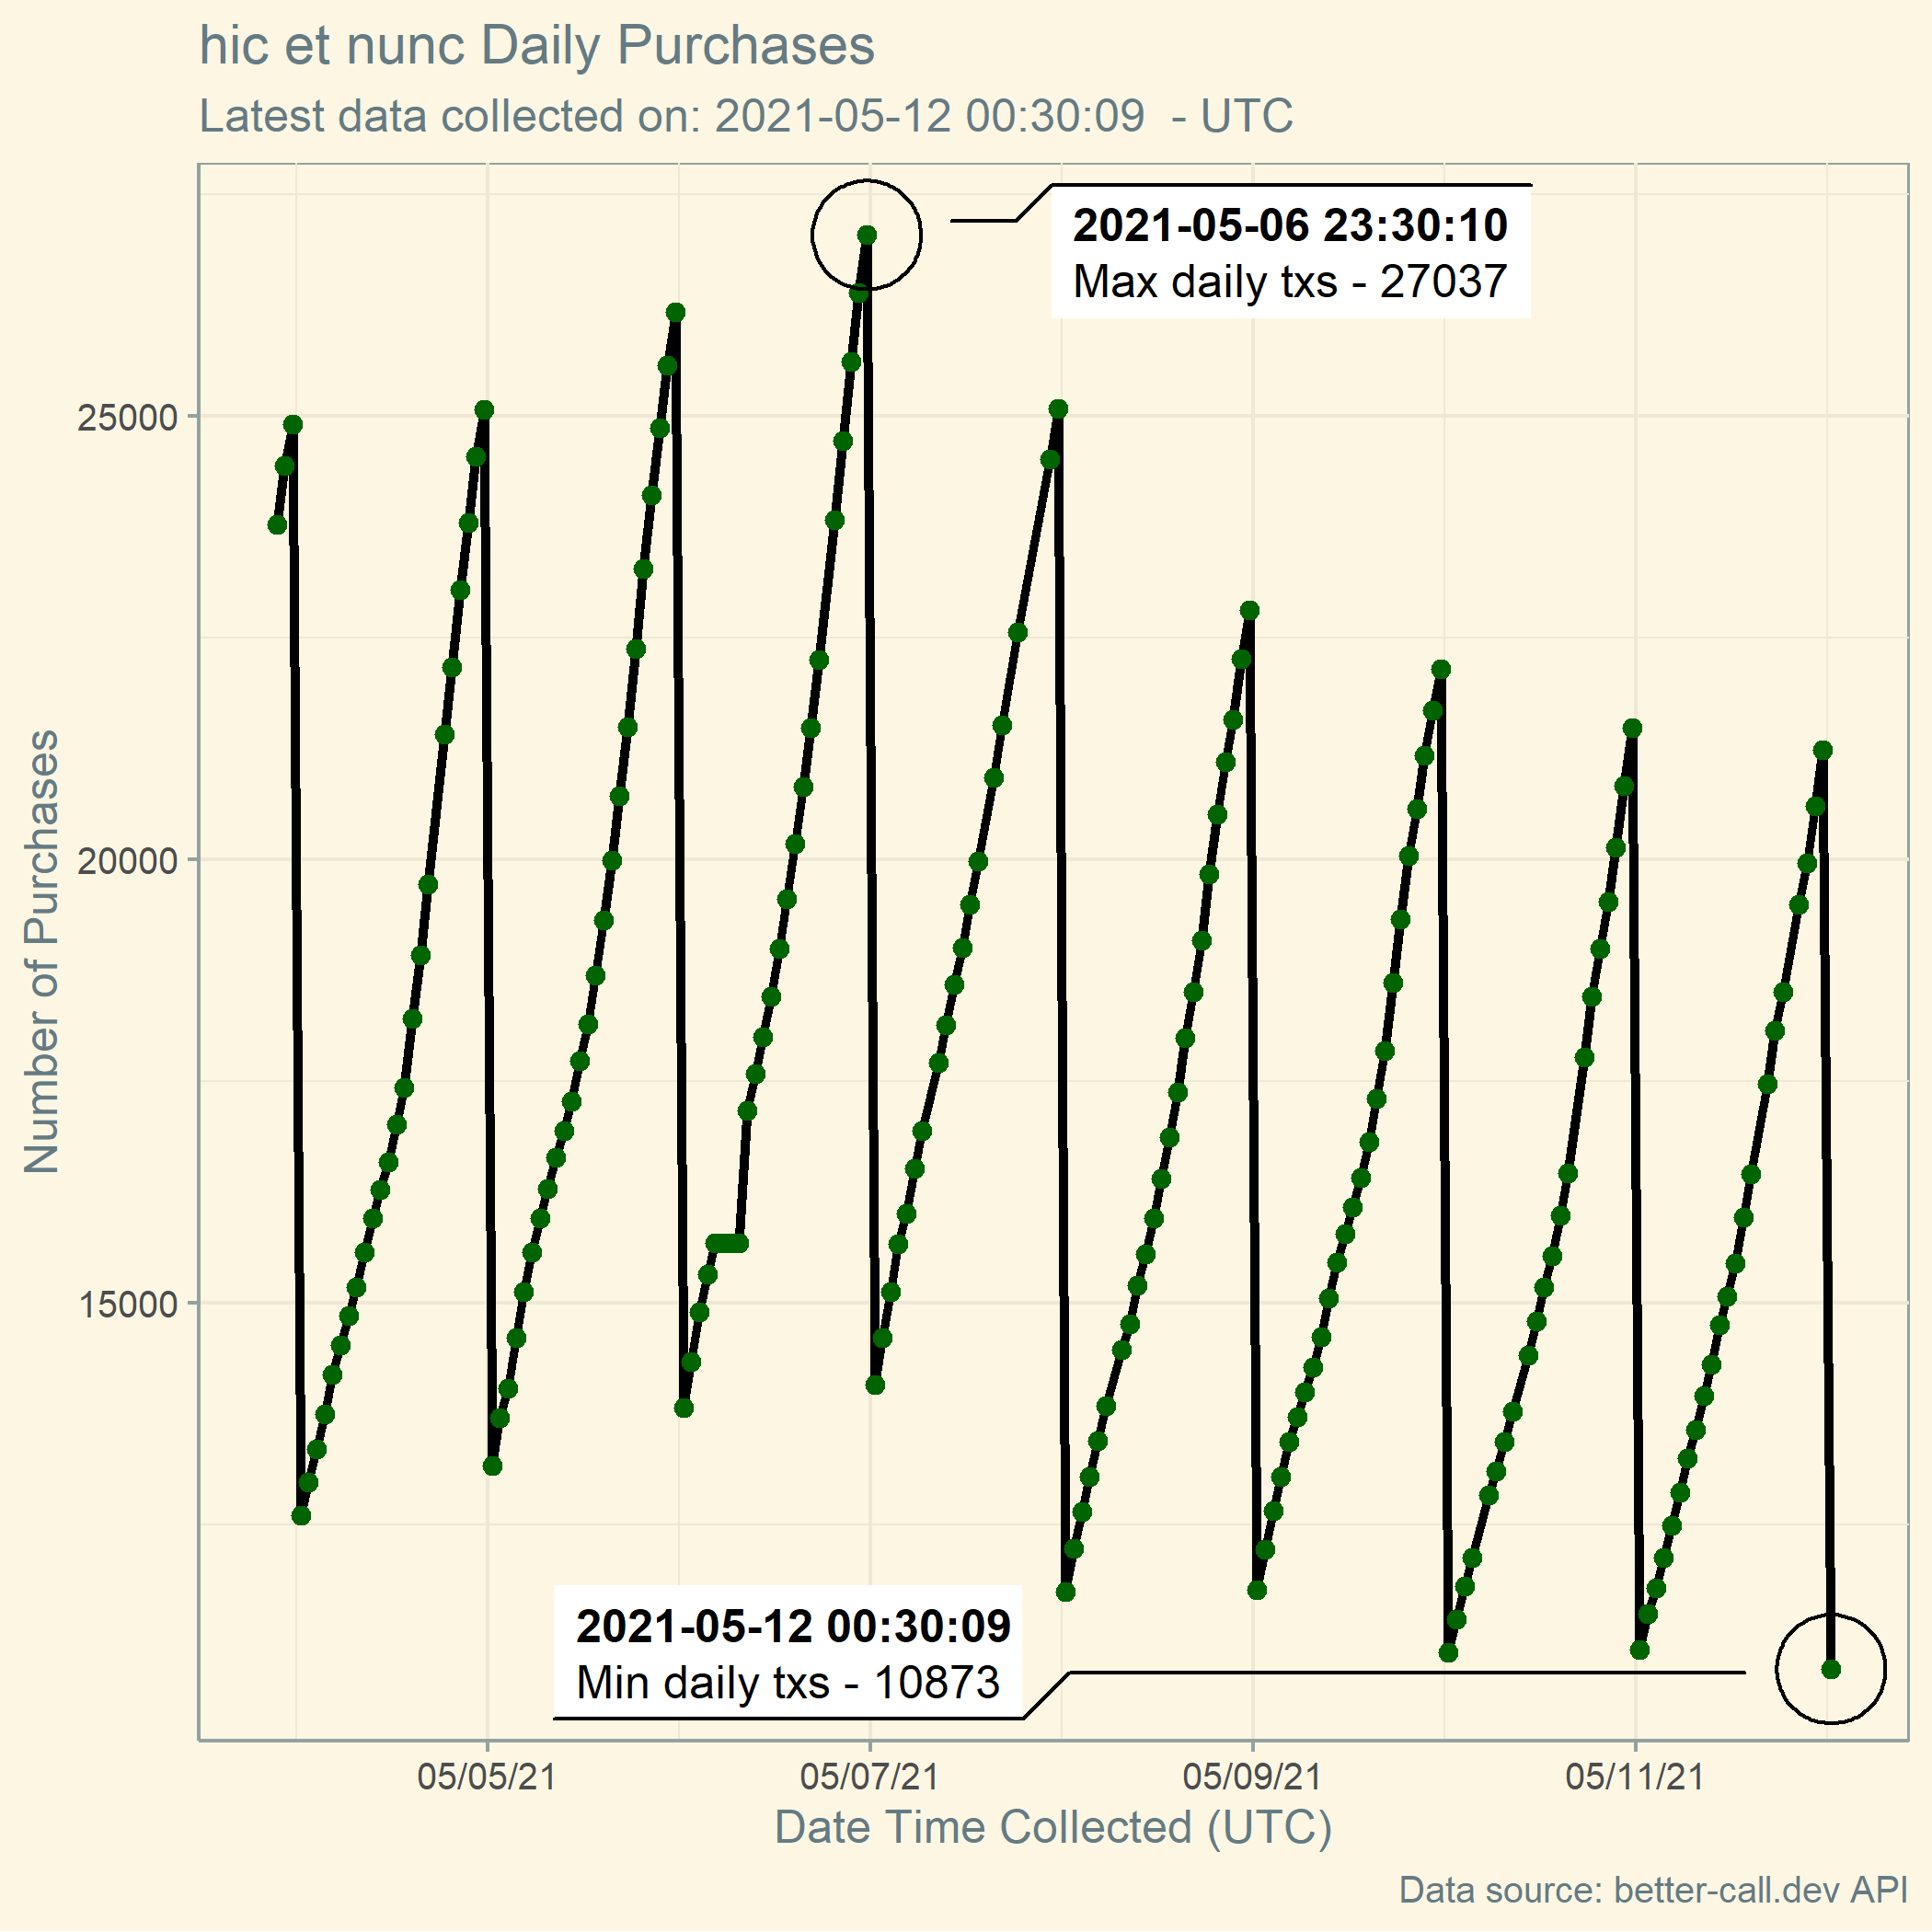 hic et nunc Daily Purchases
Latest data collected on: 2021-05-12 00:30:09  - UTC
2021-05-06 23:30:10
Max daily txs - 27037
25000
20000
15000
Number of Purchases
2021-05-12 00:30:09
Min daily txs - 10873
05/05/21
05/07/21
05/09/21
05/11/21
Date Time Collected (UTC)
Data source: better-call.dev API